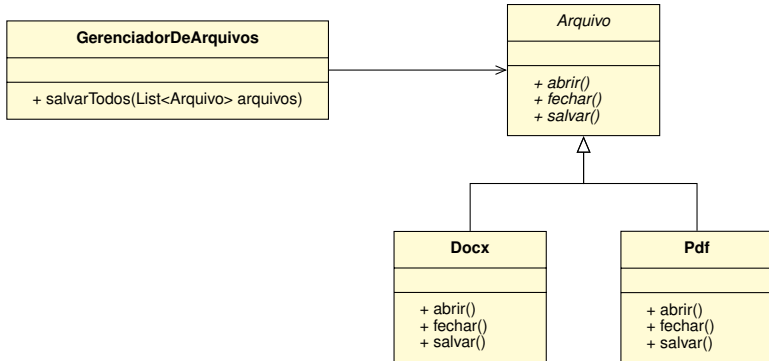 GerenciadorDeArquivos
+ salvarTodos(List<Arquivo> arquivos)
Arquivo
+ abrir()
+ fechar()
+ salvar()
Docx
+ abrir()
+ fechar()
+ salvar()
Pdf
+ abrir()
+ fechar()
+ salvar()